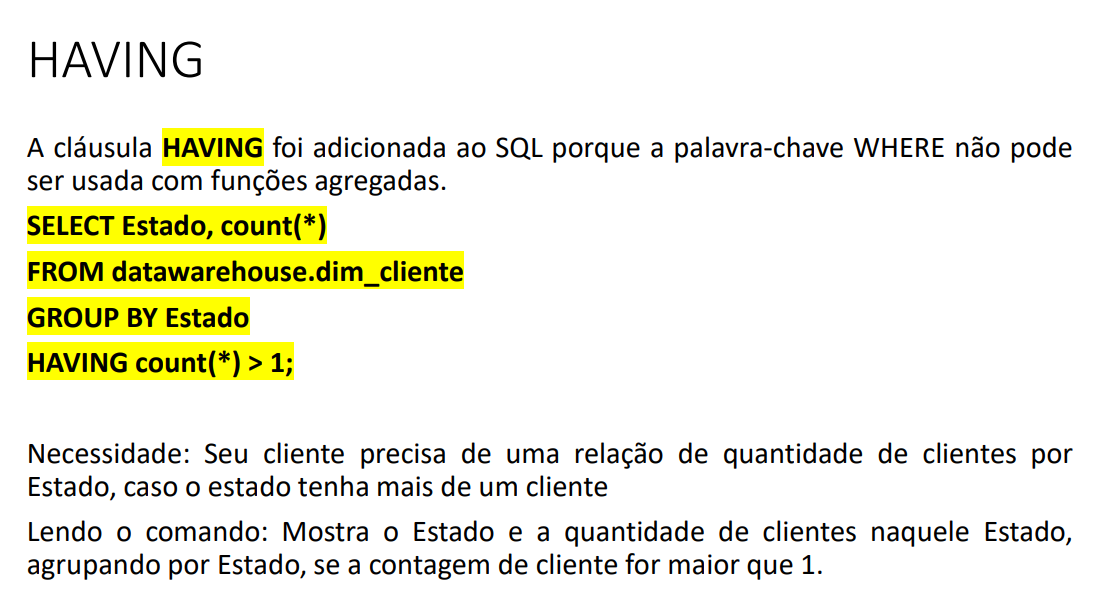 HAVING
A cláusula HAVING foi adicionada ao SQL porque a palavra-chave WHERE não pode
ser usada com funções agregadas.
SELECT Estado, count(*)
FROM datawarehouse.dim_cliente
GROUP BY Estado
HAVING count(*) > 1;
Necessidade: Seu cliente precisa de uma relação de quantidade de clientes por
Estado, caso o estado tenha mais de um cliente
Lendo o comando: Mostra o Estado e a quantidade de clientes naquele Estado,
agrupando por Estado, se a contagem de cliente for maior que 1.